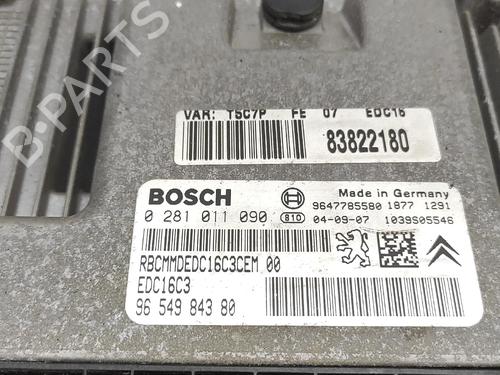 VAR: T5C7P FE 07 EDC16
83822180
BOSCH
Made in Germany
9647785580 1877 1291
0 281 011 090 810 04-09-07 1039S05546
RBCMMDEDC16C3CEM 00
EDC16C3
96 549 843 80